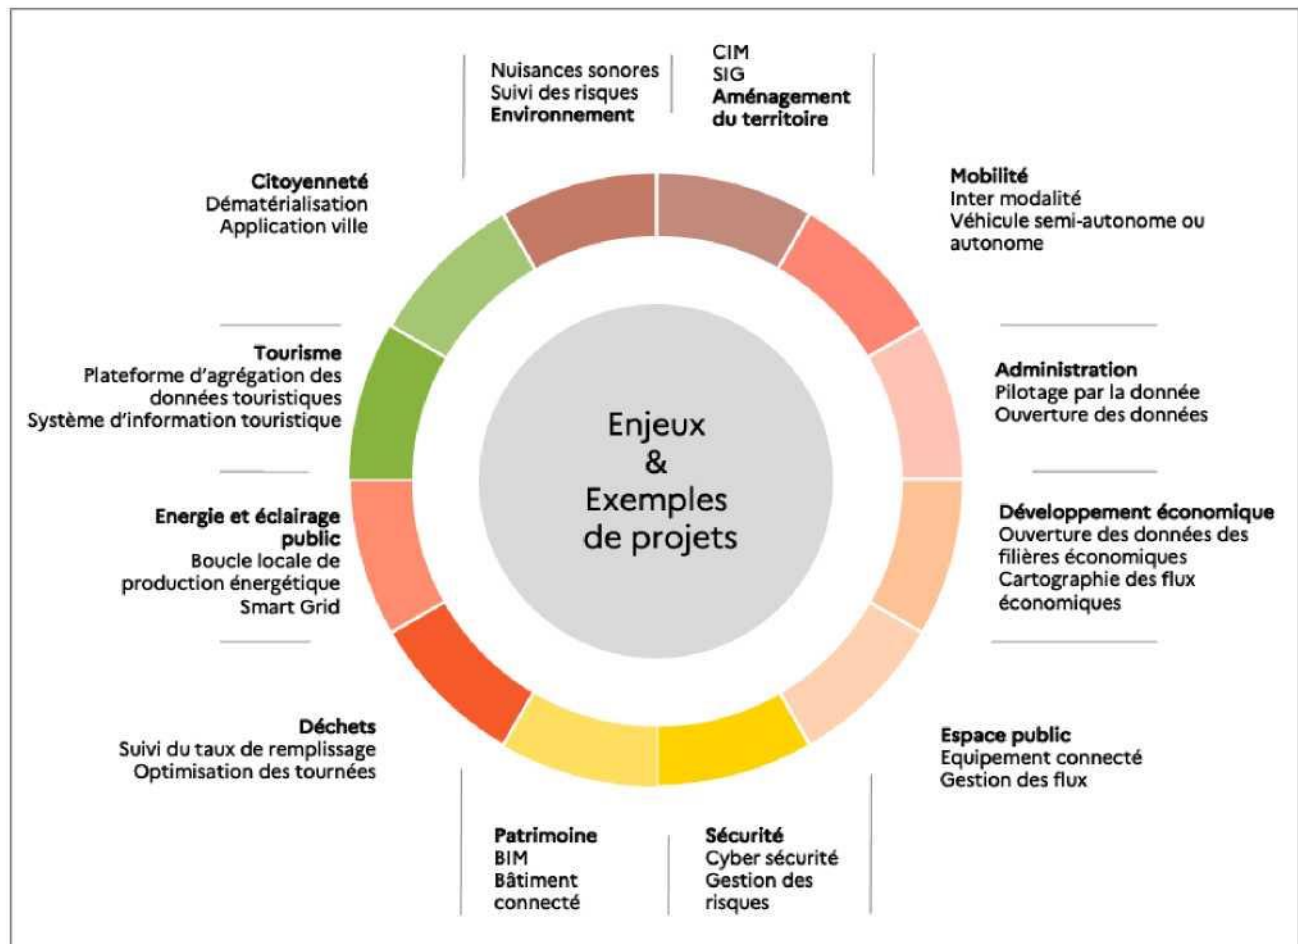 Nuisances sonores
Suivi des risques
Environnement
CIM
SIG
Aménagement
du territoire
Citoyenneté
Dématérialisation
Application ville
Mobilité
Inter modalité
Véhicule semi-autonome ou
autonome
Tourisme
Plateforme d'agrégation des
données touristiques
Système d'information touristique
Administration
Pilotage par la donnée
Ouverture des données
Enjeux
&
Exemples
de projets
Energie et éclairage
public
Boucle locale de
production énergétique
Smart Grid
Développement économique
Ouverture des données des
filières économiques
Cartographie des flux
économiques
Déchets
Suivi du taux de remplissage
Optimisation des tournées
Espace public
Equipement connecté
Gestion des flux
Patrimoine
BIM
Bâtiment
connecté
Sécurité
Cyber sécurité
Gestion des
risques